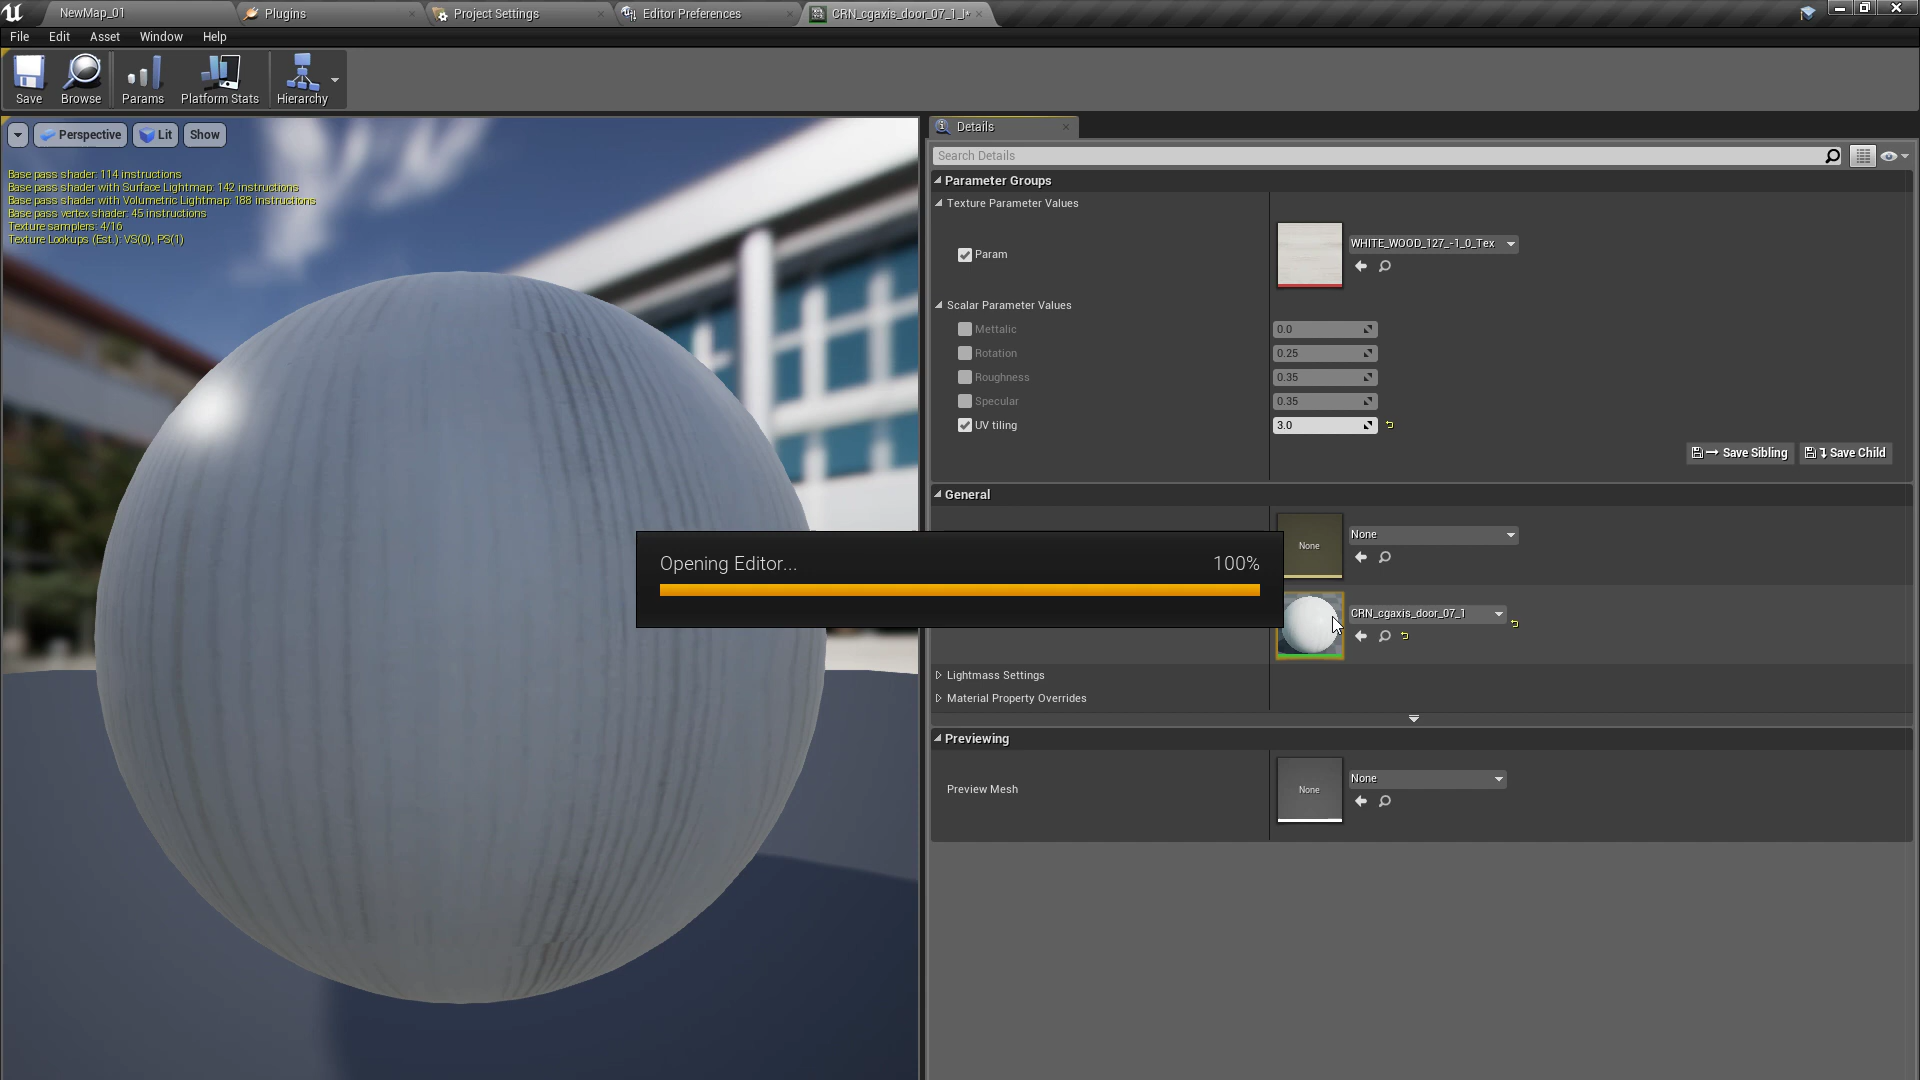 NewMap_01
Plugins
Project Settings
Editor Preferences
CRN_cgaxis_door_07_1_I*
File
Edit
Asset
Window
Help
Save
Browse
Params
Platform Stats
Hierarchy
Perspective
Lit
Show
Base pass shader: 114 instructions
Base pass shader with Surface Lightmap: 142 instructions
Base pass shader with Volumetric Lightmap: 188 instructions
Base pass vertex shader: 45 instructions
Texture samplers: 4/16
Texture Lookups (Est.): VS(0), PS(1)
Details
Search Details
Parameter Groups
Texture Parameter Values
Param
WHITE_WOOD_127_-1_0_Tex
Scalar Parameter Values
Mettalic
0.0
Rotation
0.25
Roughness
0.35
Specular
0.35
UV tiling
3.0
Save Sibling
Save Child
General
None
None
Opening Editor...
100%
CRN_cgaxis_door_07_1
Lightmass Settings
Material Property Overrides
Previewing
Preview Mesh
None
None